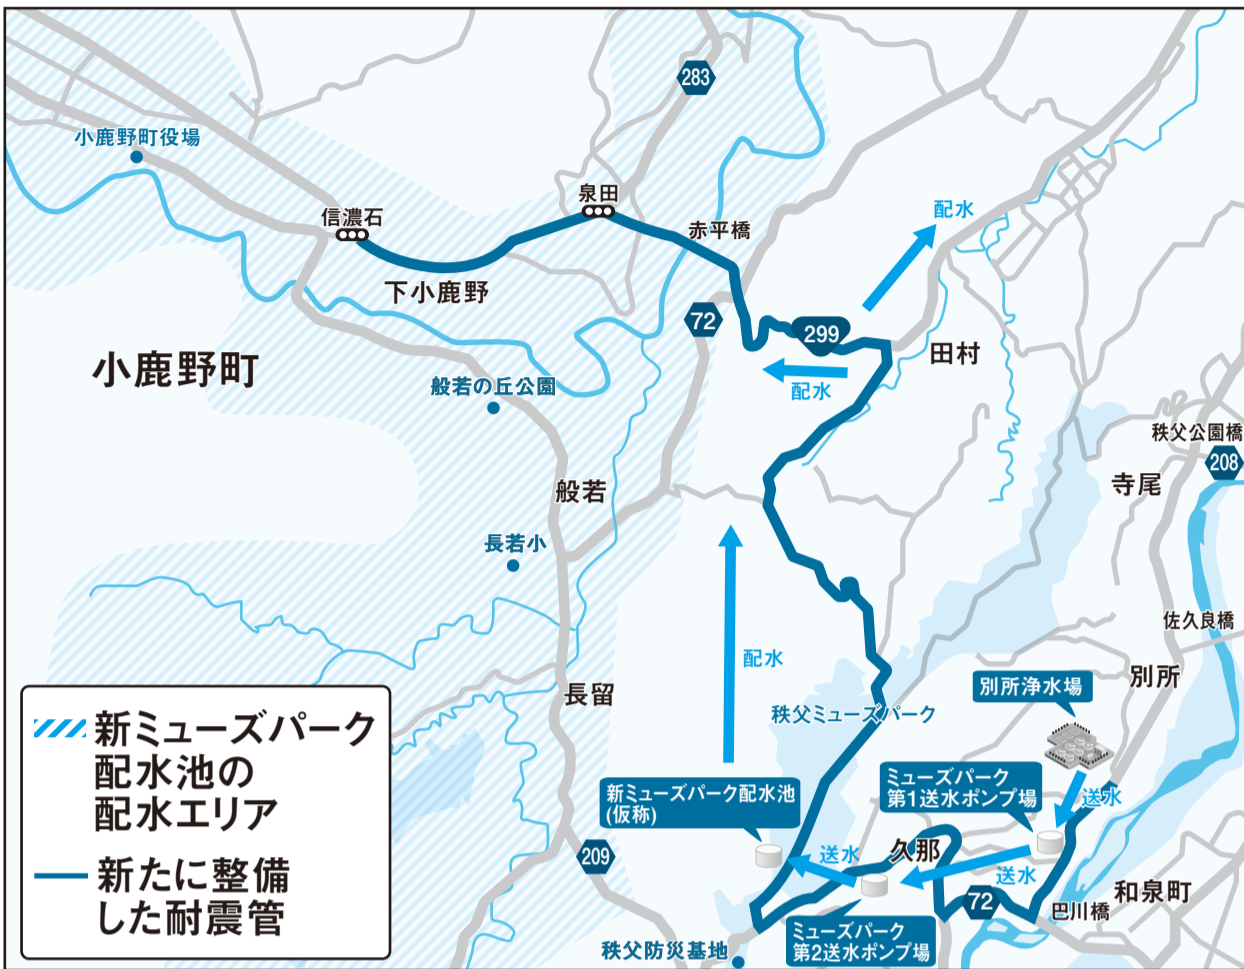 283
小鹿野町役場
泉田
信濃石
赤平橋
配水
下小鹿野
72
299
田村
小鹿野町
配水
般若の丘公園
秩父公園橋
208
般若
寺尾
長若小
佐久良橋
配水
別所
別所浄水場
長留
秩父ミューズパーク
新ミューズパーク
配水池の
配水エリア
新たに整備
した耐震管
新ミューズパーク配水池
(仮称)
ミューズパーク
第1送水ポンプ場
送水
送水
久那
送水
209
72
和泉町
巴川橋
ミューズパーク
第2送水ポンプ場
秩父防災基地